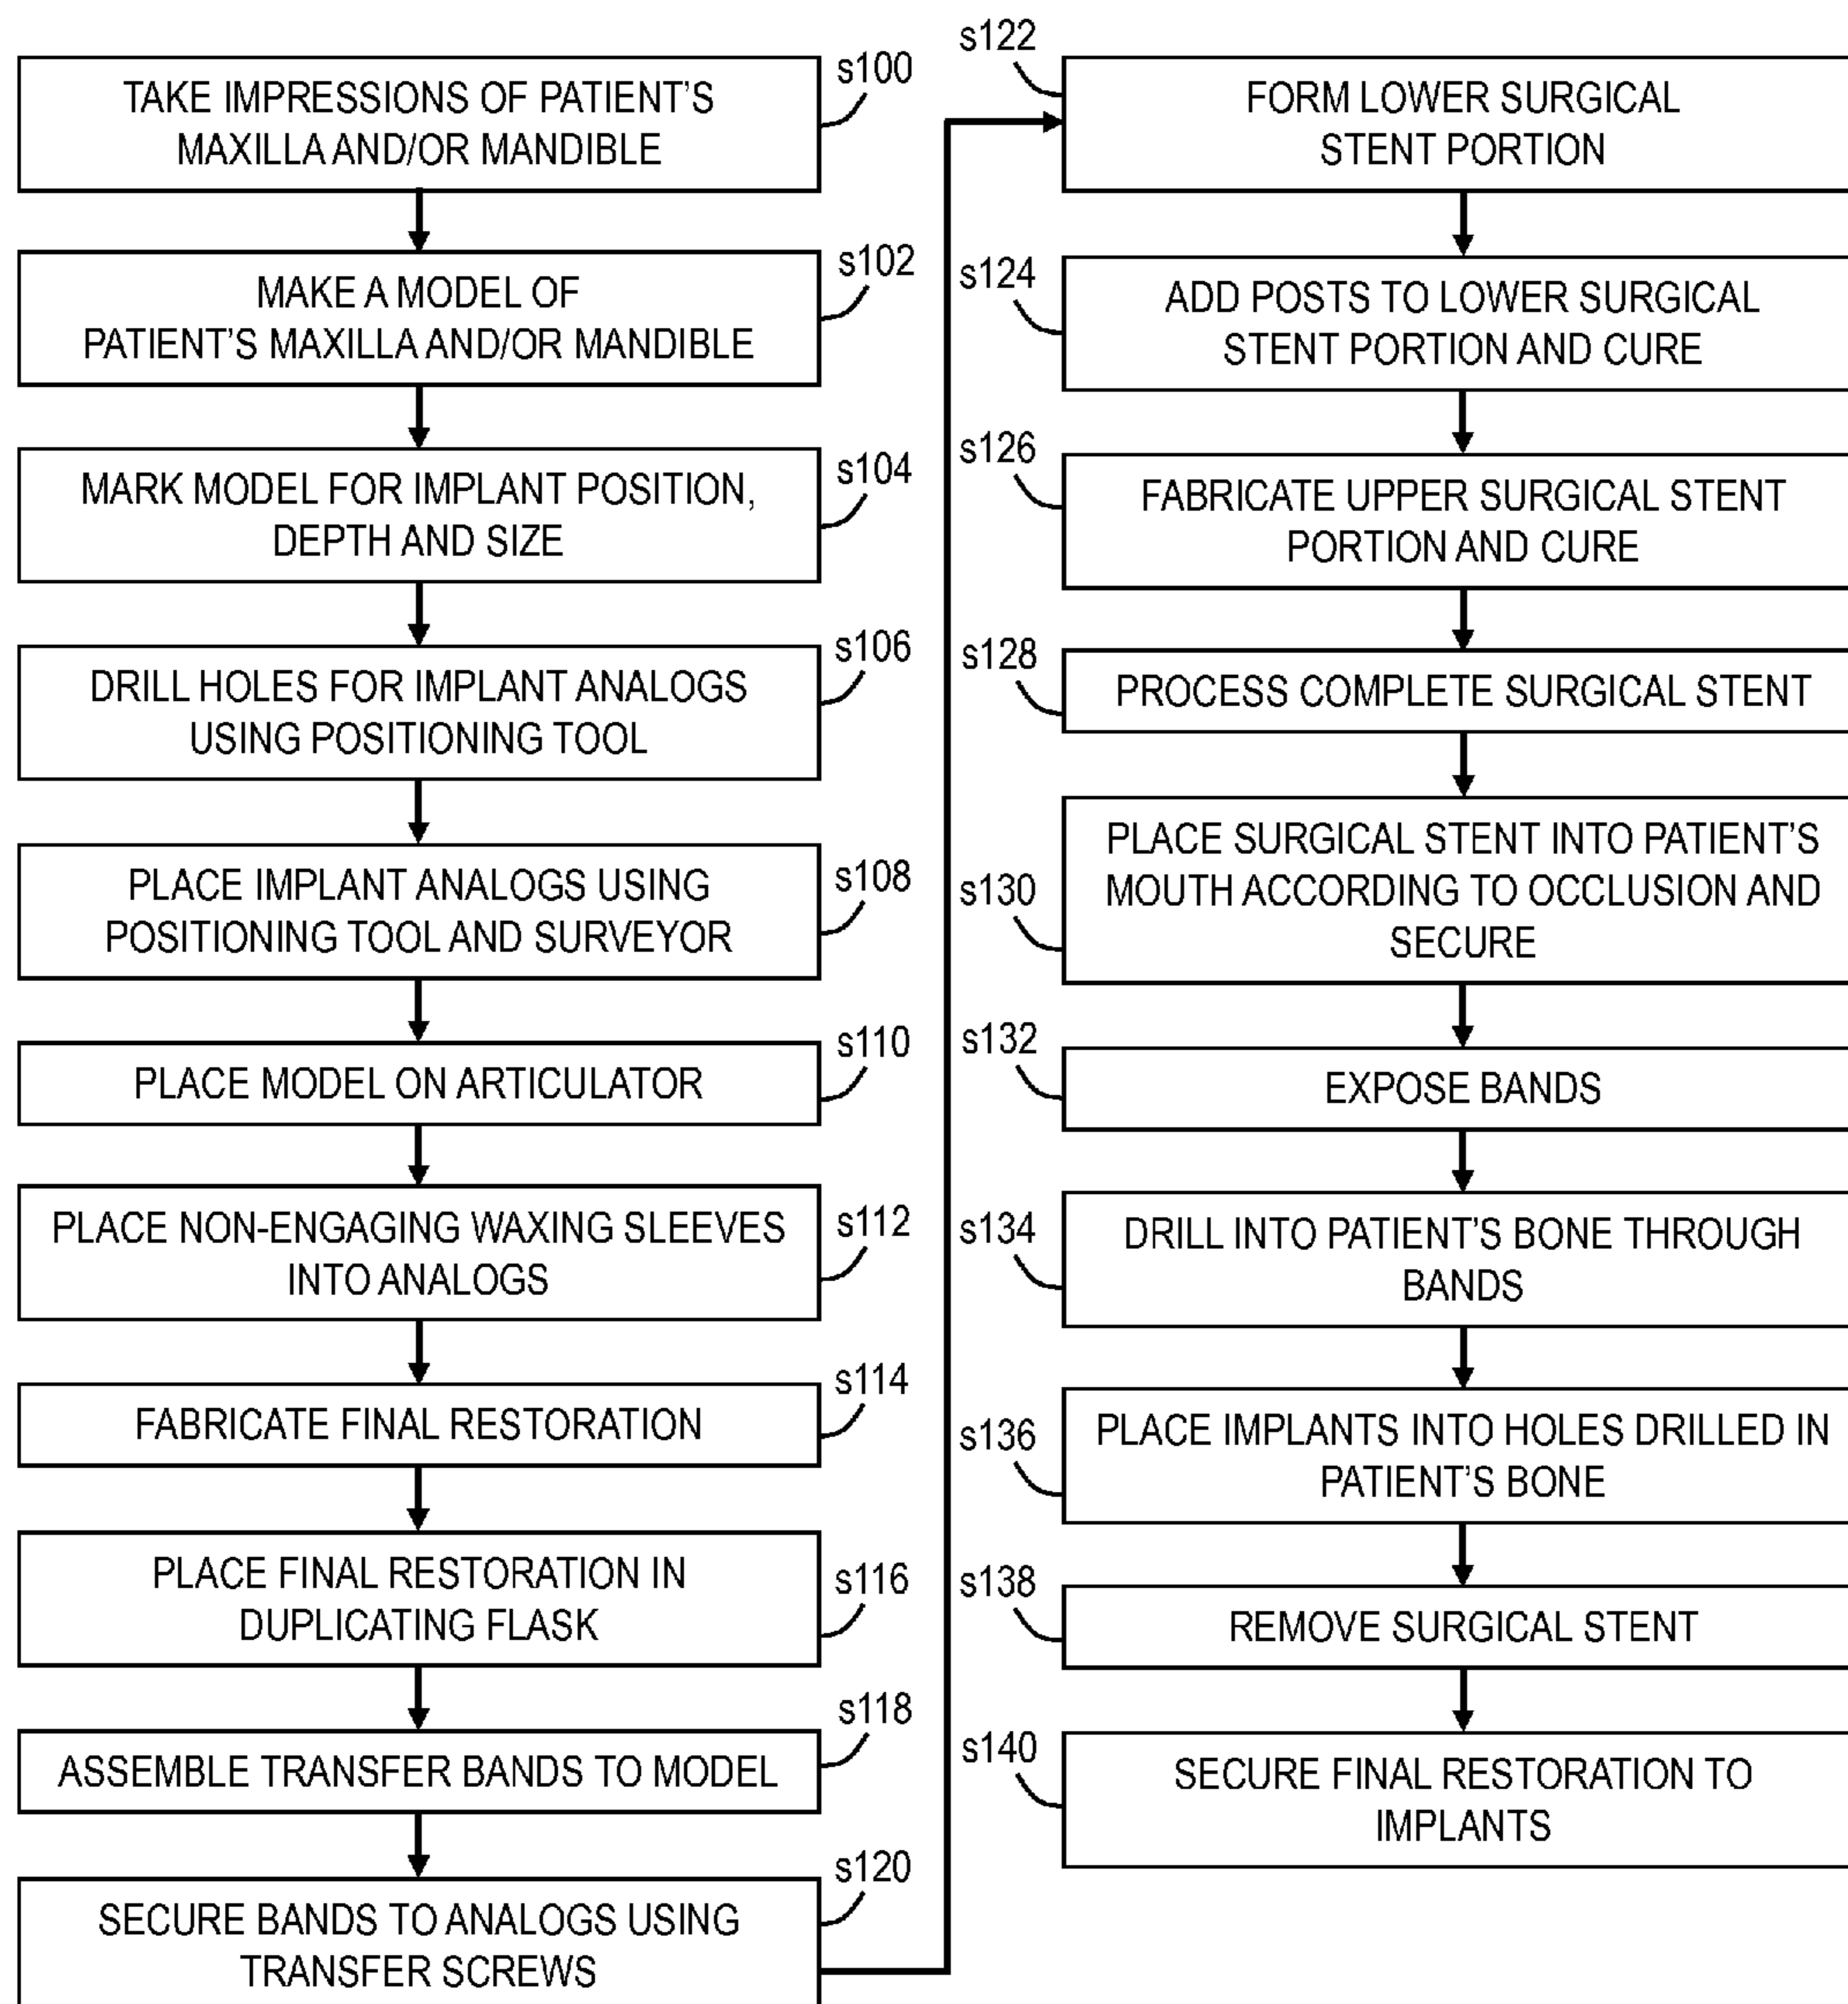 s100
TAKE IMPRESSIONS OF PATIENT'S
MAXILLA AND/OR MANDIBLE
s102
MAKE A MODEL OF
PATIENT'S MAXILLA AND/OR MANDIBLE
s104
MARK MODEL FOR IMPLANT POSITION,
DEPTH AND SIZE
s106
DRILL HOLES FOR IMPLANT ANALOGS
USING POSITIONING TOOL
s108
PLACE IMPLANT ANALOGS USING
POSITIONING TOOL AND SURVEYOR
s110
PLACE MODEL ON ARTICULATOR
s112
PLACE NON-ENGAGING WAXING SLEEVES
INTO ANALOGS
s114
FABRICATE FINAL RESTORATION
s116
PLACE FINAL RESTORATION IN
DUPLICATING FLASK
s118
ASSEMBLE TRANSFER BANDS TO MODEL
s120
SECURE BANDS TO ANALOGS USING
TRANSFER SCREWS
s122
FORM LOWER SURGICAL
STENT PORTION
s124
ADD POSTS TO LOWER SURGICAL
STENT PORTION AND CURE
s126
FABRICATE UPPER SURGICAL STENT
PORTION AND CURE
s128
PROCESS COMPLETE SURGICAL STENT
s130
PLACE SURGICAL STENT INTO PATIENT'S
MOUTH ACCORDING TO OCCLUSION AND
SECURE
s132
EXPOSE BANDS
s134
DRILL INTO PATIENT'S BONE THROUGH
BANDS
s136
PLACE IMPLANTS INTO HOLES DRILLED IN
PATIENT'S BONE
s138
REMOVE SURGICAL STENT
s140
SECURE FINAL RESTORATION TO
IMPLANTS